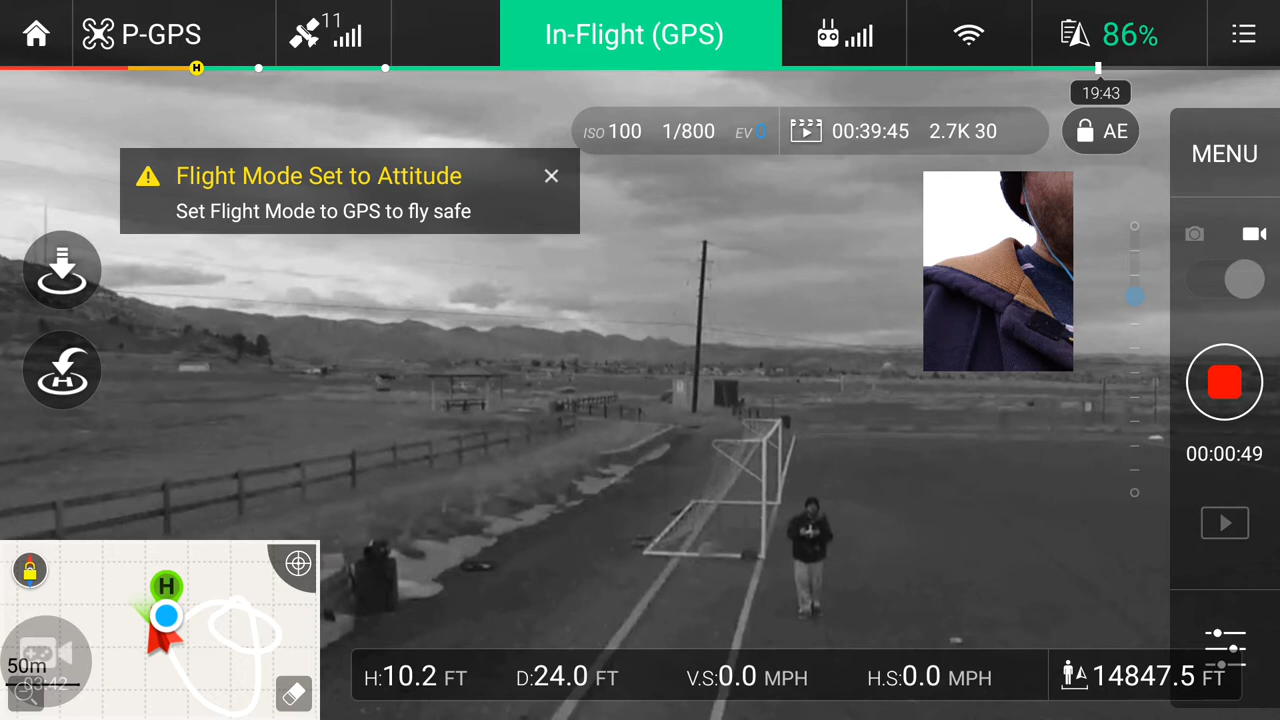 P-GPS
11
In-Flight (GPS)
86%
19:43
ISO 100 1/800 EV 0 00:39:45 2.7K 30
AE
MENU
Flight Mode Set to Attitude
Set Flight Mode to GPS to fly safe
00:00:49
H
H
H
50m
03:42
H:10.2 FT D:24.0 FT V.S:0.0 MPH H.S:0.0 MPH 14847.5 FT